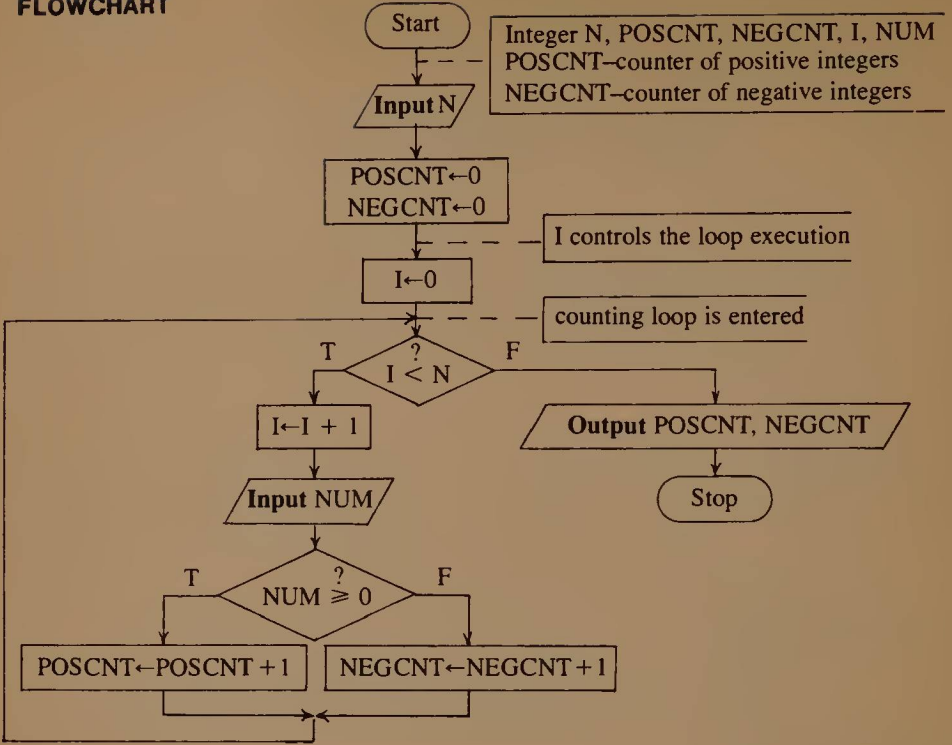 FLOWCHART
Start
Integer N, POSCNT, NEGCNT, I, NUM
POSCNT–counter of positive integers
NEGCNT–counter of negative integers
Input N
POSCNT←0
NEGCNT←0
I controls the loop execution
I←0
counting loop is entered
T
?
I < N
F
I←I + 1
Output POSCNT, NEGCNT
Input NUM
Stop
T
?
NUM ⩾ 0
F
POSCNT←POSCNT + 1
NEGCNT←NEGCNT + 1